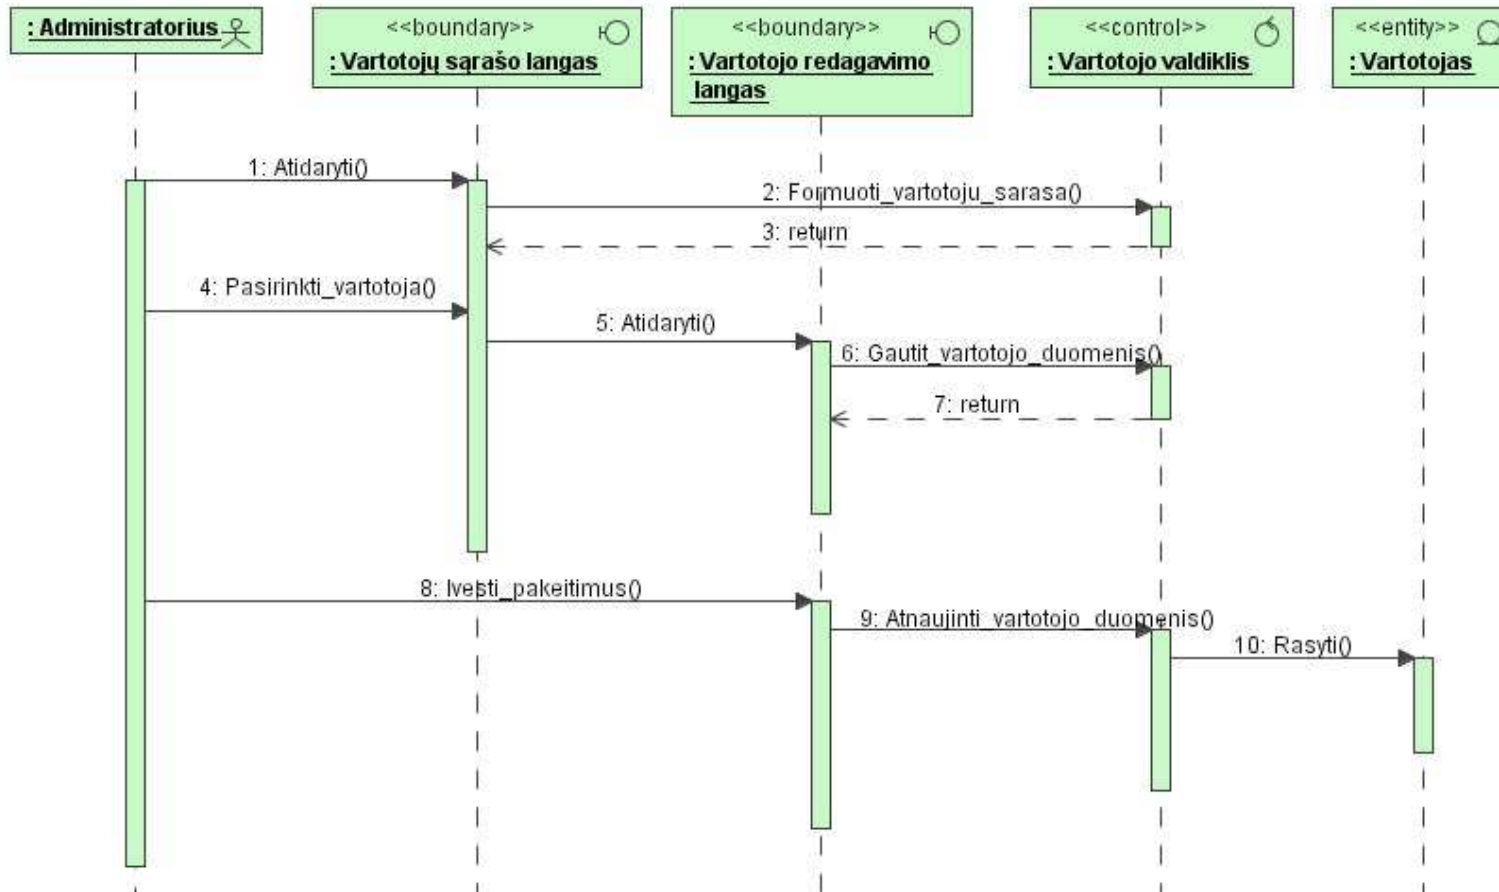 : Administratorius
<<boundary>>
: Vartotojų sąrašo langas
<<boundary>>
: Vartotojo redagavimo
langas
<<control>>
: Vartotojo valdiklis
<<entity>>
: Vartotojas
1: Atidaryti()
2: Formuoti_vartotoju_sarasa()
3: return
4: Pasirinkti_vartotoja()
5: Atidaryti()
6: Gautit_vartotojo_duomenis()
7: return
8: Ivesti_pakeitimus()
9: Atnaujinti_vartotojo_duomenis()
10: Rasyti()